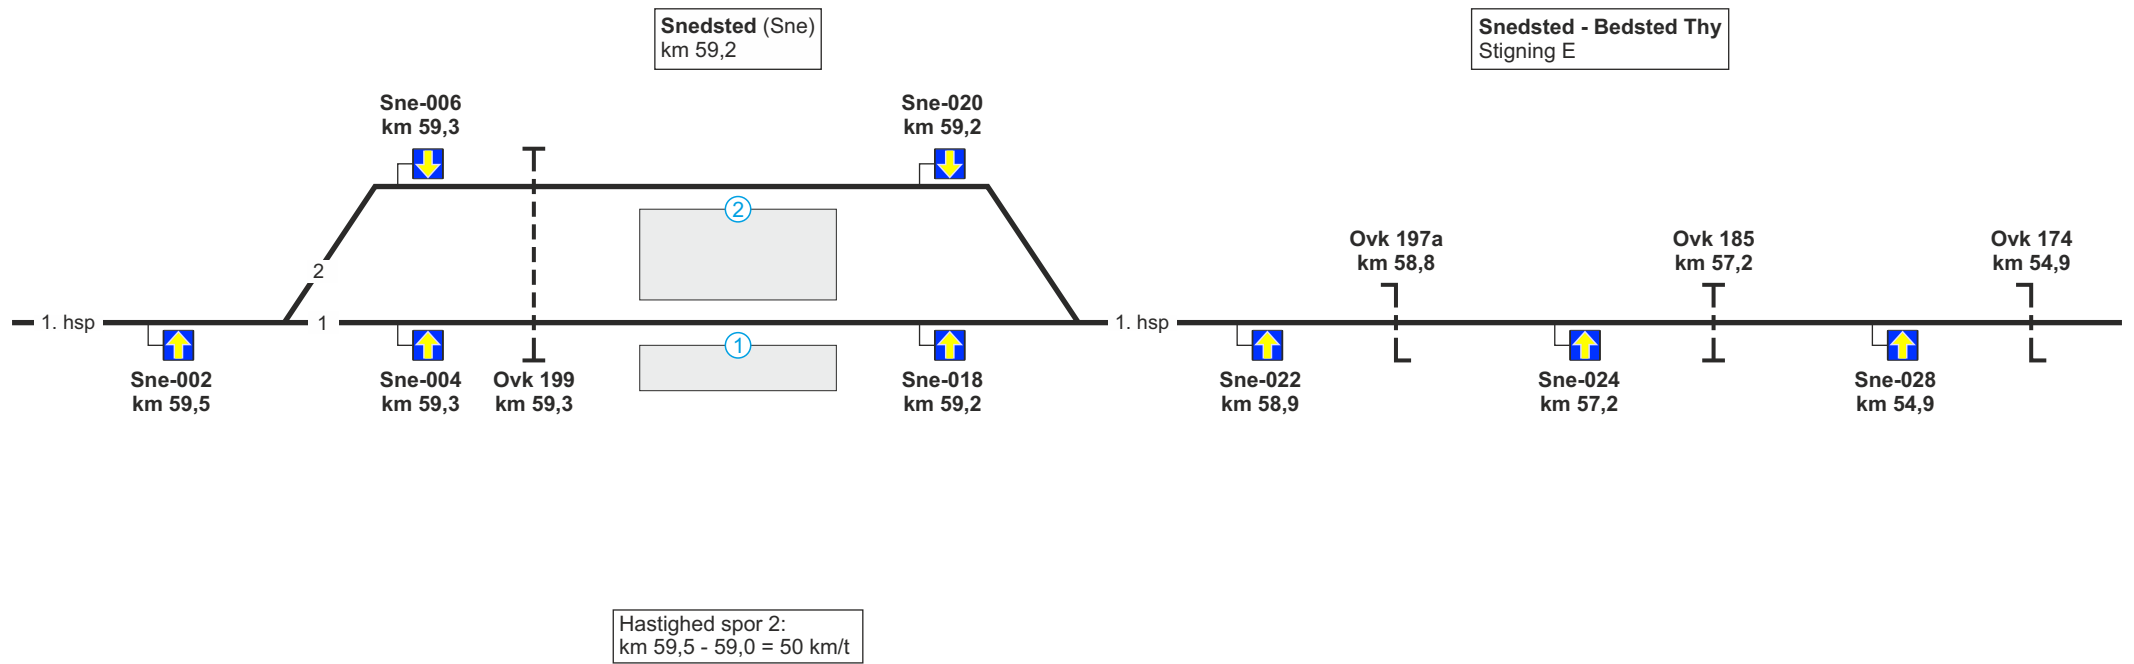 Snedsted (Sne)
km 59,2
Snedsted - Bedsted Thy
Stigning E
Sne-006
km 59,3
Sne-020
km 59,2
2
2
Ovk 197a
km 58,8
Ovk 185
km 57,2
Ovk 174
km 54,9
1. hsp
1
1. hsp
1
Sne-002
km 59,5
Sne-004
km 59,3
Ovk 199
km 59,3
Sne-018
km 59,2
Sne-022
km 58,9
Sne-024
km 57,2
Sne-028
km 54,9
Hastighed spor 2:
km 59,5 - 59,0 = 50 km/t